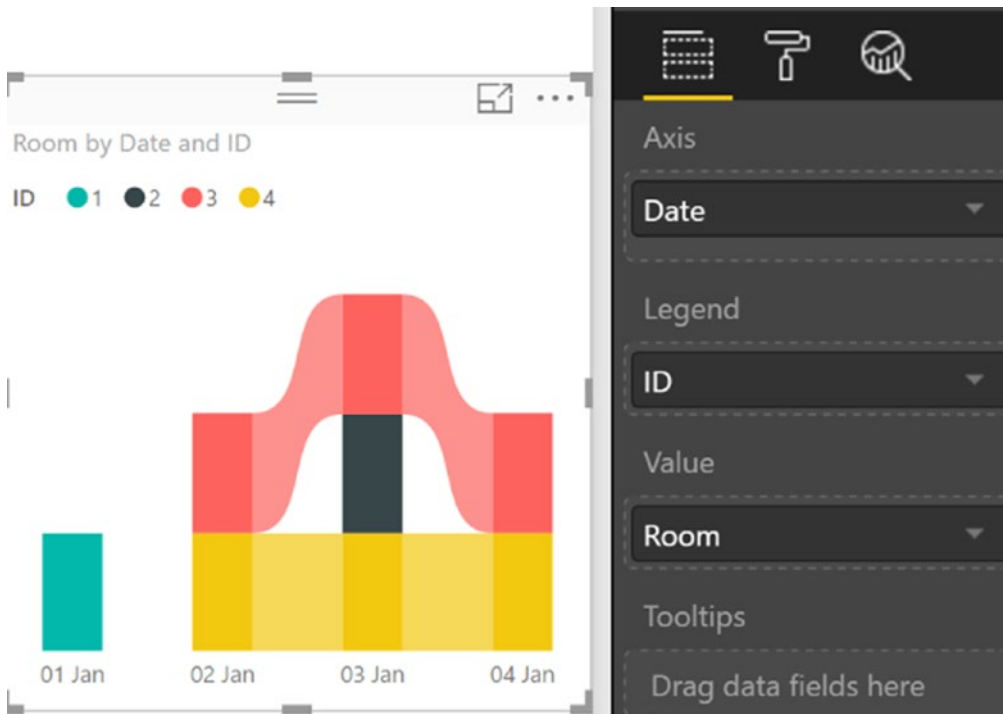 Room by Date and ID
ID 1 2 3 4
01 Jan 02 Jan 03 Jan 04 Jan
Axis
Date
Legend
ID
Value
Room
Tooltips
Drag data fields here